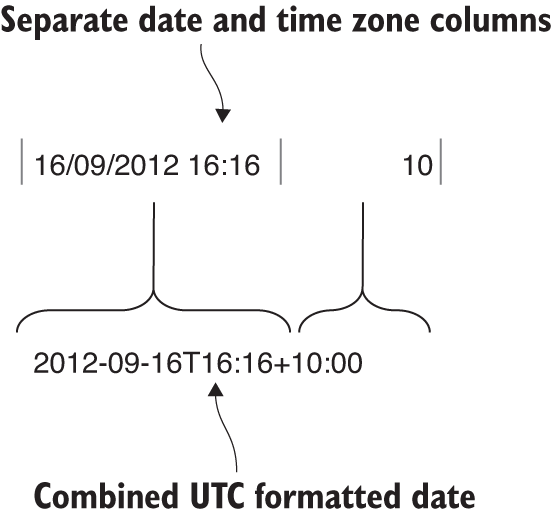 Separate date and time zone columns
16/09/2012 16:16 10
2012-09-16T16:16+10:00
Combined UTC formatted date